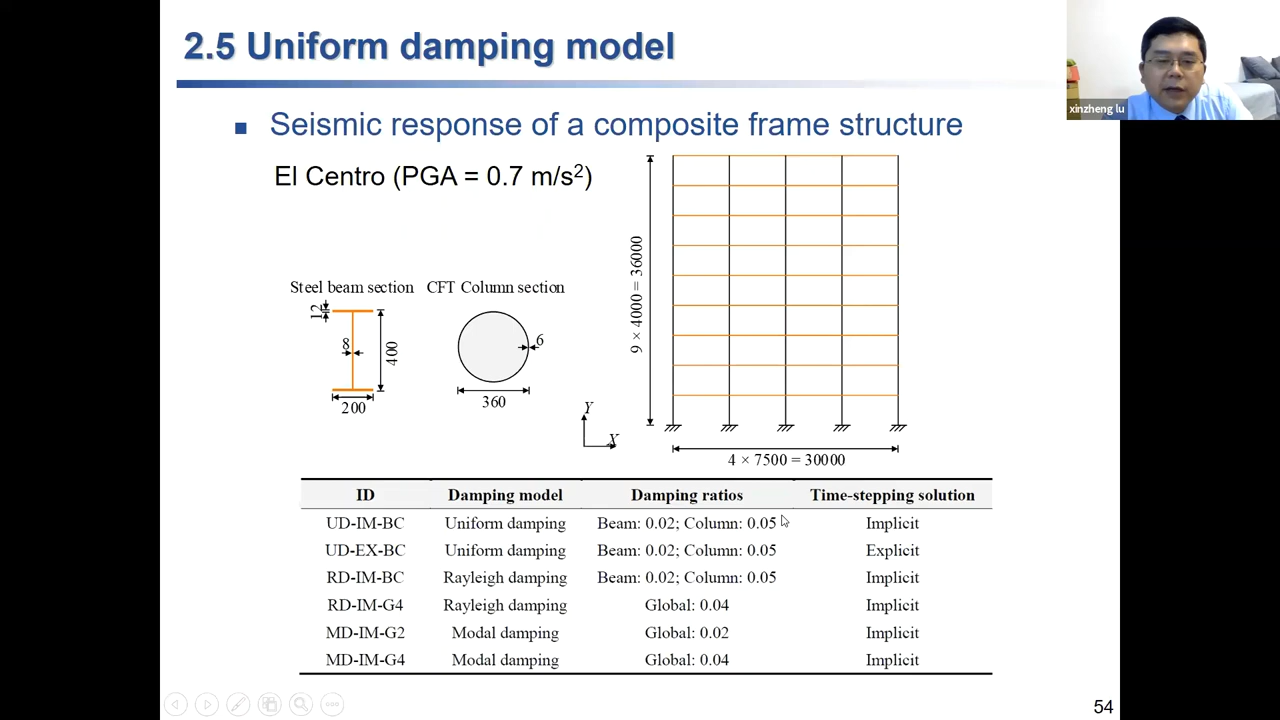 2.5 Uniform damping model
xinzheng lu
■ Seismic response of a composite frame structure
El Centro (PGA = 0.7 m/s²)
Steel beam section
CFT Column section
12
8
400
200
6
360
Y
X
9 × 4000 = 36000
4 × 7500 = 30000
ID Damping model Damping ratios Time-stepping solution
UD-IM-BC Uniform damping Beam: 0.02; Column: 0.05 Implicit
UD-EX-BC Uniform damping Beam: 0.02; Column: 0.05 Explicit
RD-IM-BC Rayleigh damping Beam: 0.02; Column: 0.05 Implicit
RD-IM-G4 Rayleigh damping Global: 0.04 Implicit
MD-IM-G2 Modal damping Global: 0.02 Implicit
MD-IM-G4 Modal damping Global: 0.04 Implicit
54